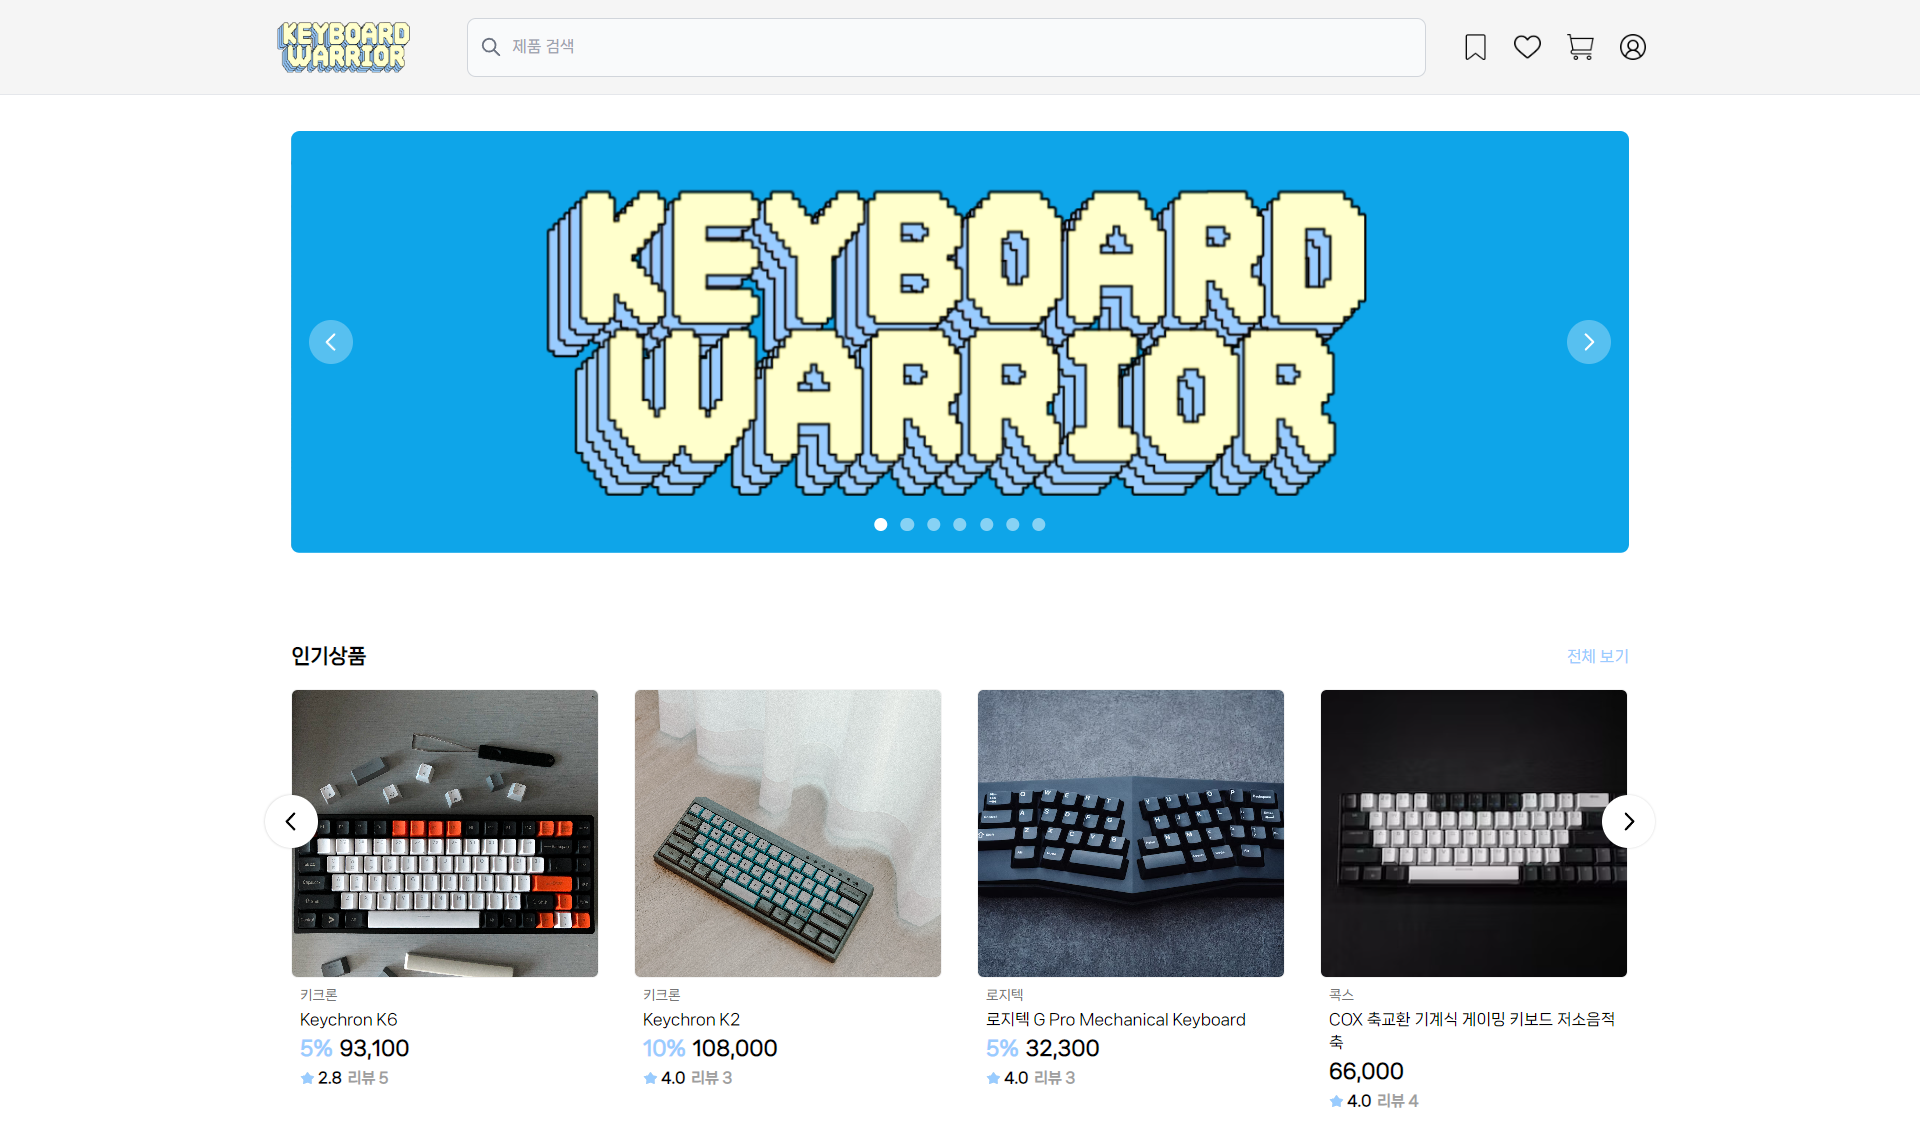 KEYBOARD
WARRIOR
제품 검색
KEYBOARD
WARRIOR
인기상품
전체 보기
키크론
Keychron K6
5% 93,100
2.8 리뷰 5
키크론
Keychron K2
10% 108,000
4.0 리뷰 3
로지텍
로지텍 G Pro Mechanical Keyboard
5% 32,300
4.0 리뷰 3
콕스
COX 축교환 기계식 게이밍 키보드 저소음적
축
66,000
4.0 리뷰 4